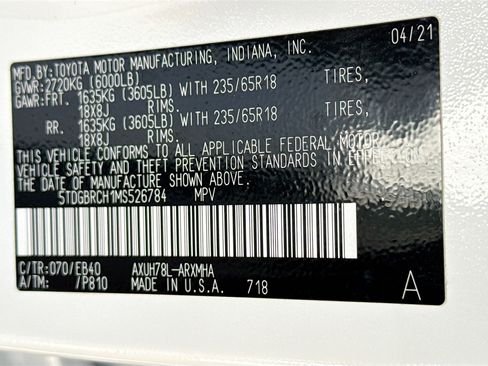 MFD.BY:TOYOTA MOTOR MANUFACTURING, INDIANA, INC. 04/21
GVWR:2720KG (6000LB)
GAWR:FRT. 1635KG (3605LB) WITH 235/65R18 TIRES,
18X8J RIMS.
RR. 1635KG (3605LB) WITH 235/65R18 TIRES,
18X8J RIMS.
THIS VEHICLE CONFORMS TO ALL APPLICABLE FEDERAL MOTOR
VEHICLE SAFETY AND THEFT PREVENTION STANDARDS IN EFFECT ON
THE DATE OF MANUFACTURE SHOWN ABOVE.
5TDGBRCH1MS526784 MPV
C/TR:070/EB40 AXUH78L-ARXMHA
A/TM: /P810 MADE IN U.S.A. 718 A